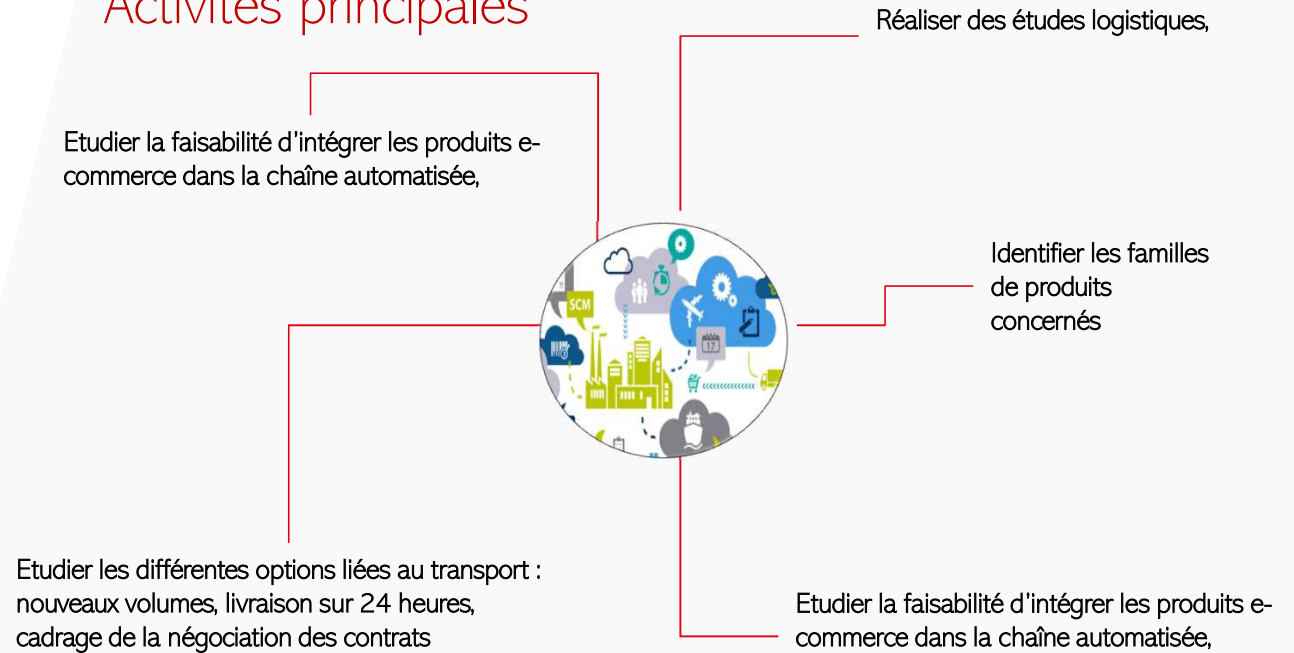 Activités principales
Réaliser des études logistiques,
Etudier la faisabilité d'intégrer les produits e-
commerce dans la chaîne automatisée,
Identifier les familles
de produits
concernés
SCM
17
Etudier les différentes options liées au transport :
nouveaux volumes, livraison sur 24 heures,
cadrage de la négociation des contrats
Etudier la faisabilité d'intégrer les produits e-
commerce dans la chaîne automatisée,